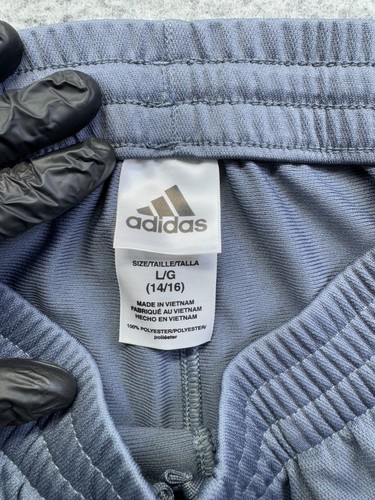 adidas
SIZE/TAILLE/TALLA
L/G
(14/16)
MADE IN VIETNAM
FABRIQUÉ AU VIETNAM
HECHO EN VIETNAM
100% POLYESTER/POLYESTER/
poliéster